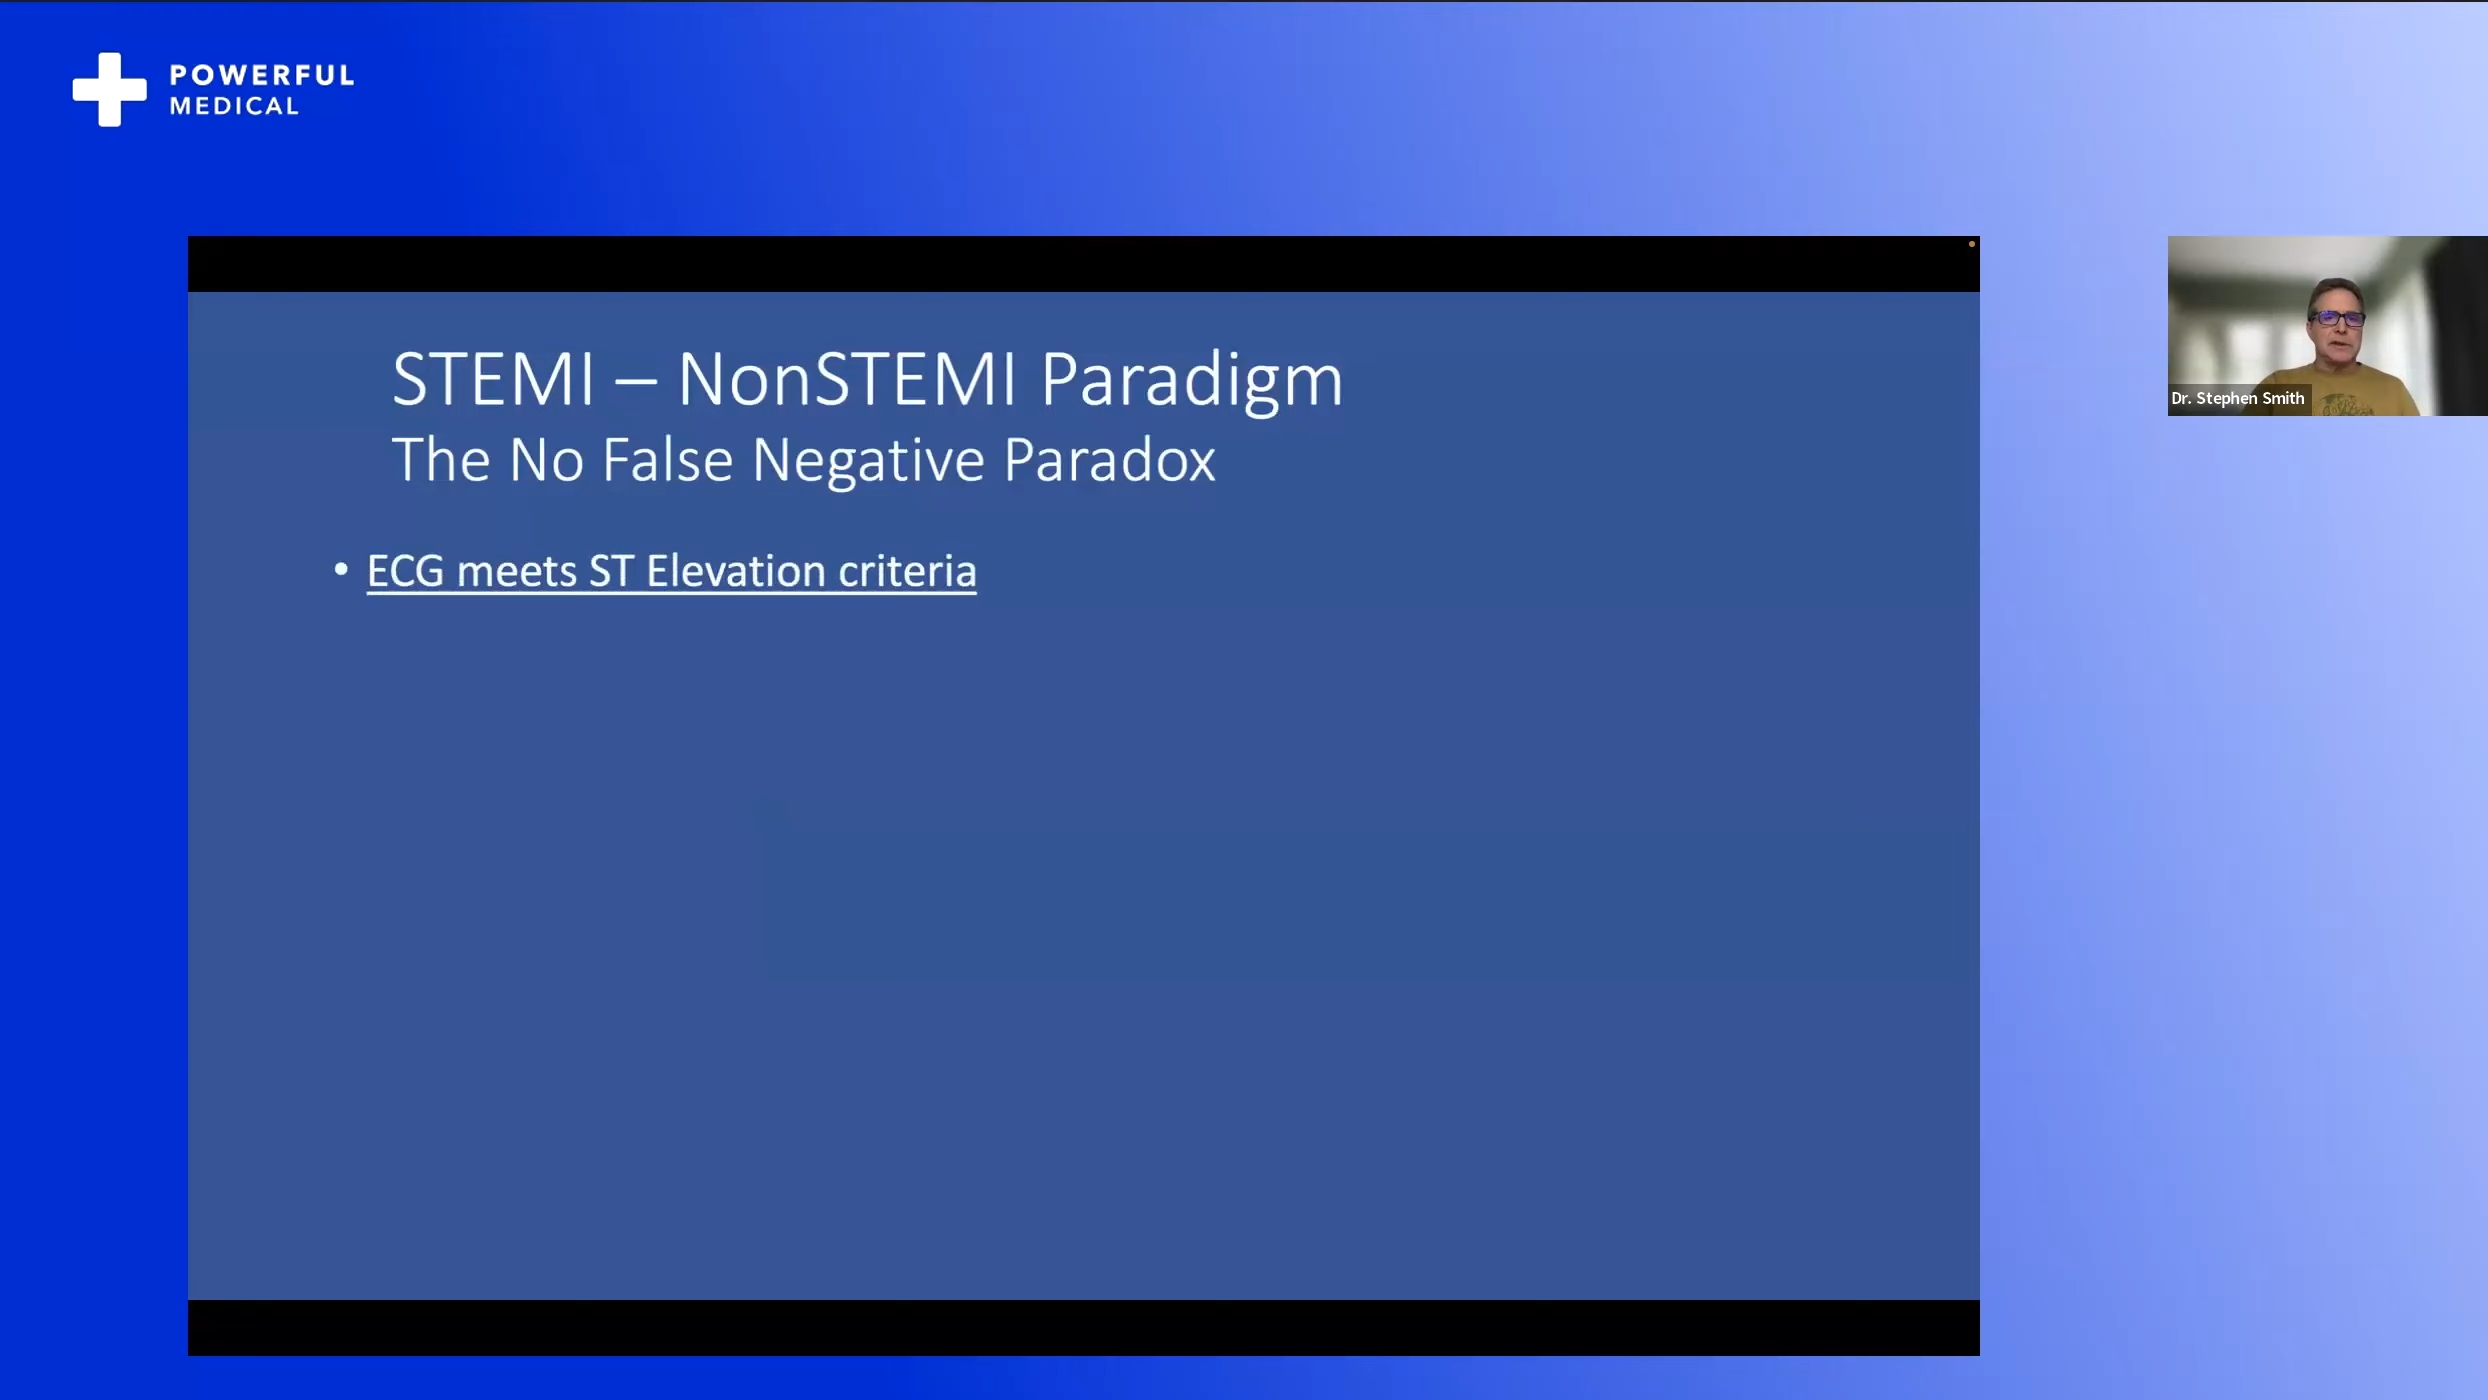 POWERFUL
MEDICAL
STEMI – NonSTEMI Paradigm
The No False Negative Paradox
• ECG meets ST Elevation criteria
Dr. Stephen Smith